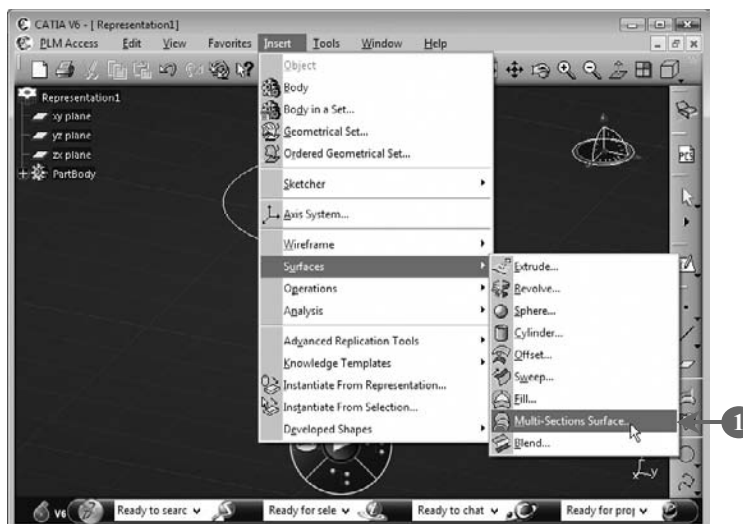 CATIA V6 - [ Representation1]
PLM Access Edit View Favorites Insert Tools Window Help
Representation1
xy plane
yz plane
zx plane
PartBody
Object
Body
Body in a Set...
Geometrical Set...
Ordered Geometrical Set...
Sketcher
Axis System...
Wireframe
Surfaces
Operations
Analysis
Advanced Replication Tools
Knowledge Templates
Instantiate From Representation...
Instantiate From Selection...
Developed Shapes
Extrude...
Revolve...
Sphere...
Cylinder...
Offset...
Sweep...
Fill...
Multi-Sections Surface...
Blend...
1
PCS
y
V6 Ready to searc Ready for sele Ready to chat Ready for proj